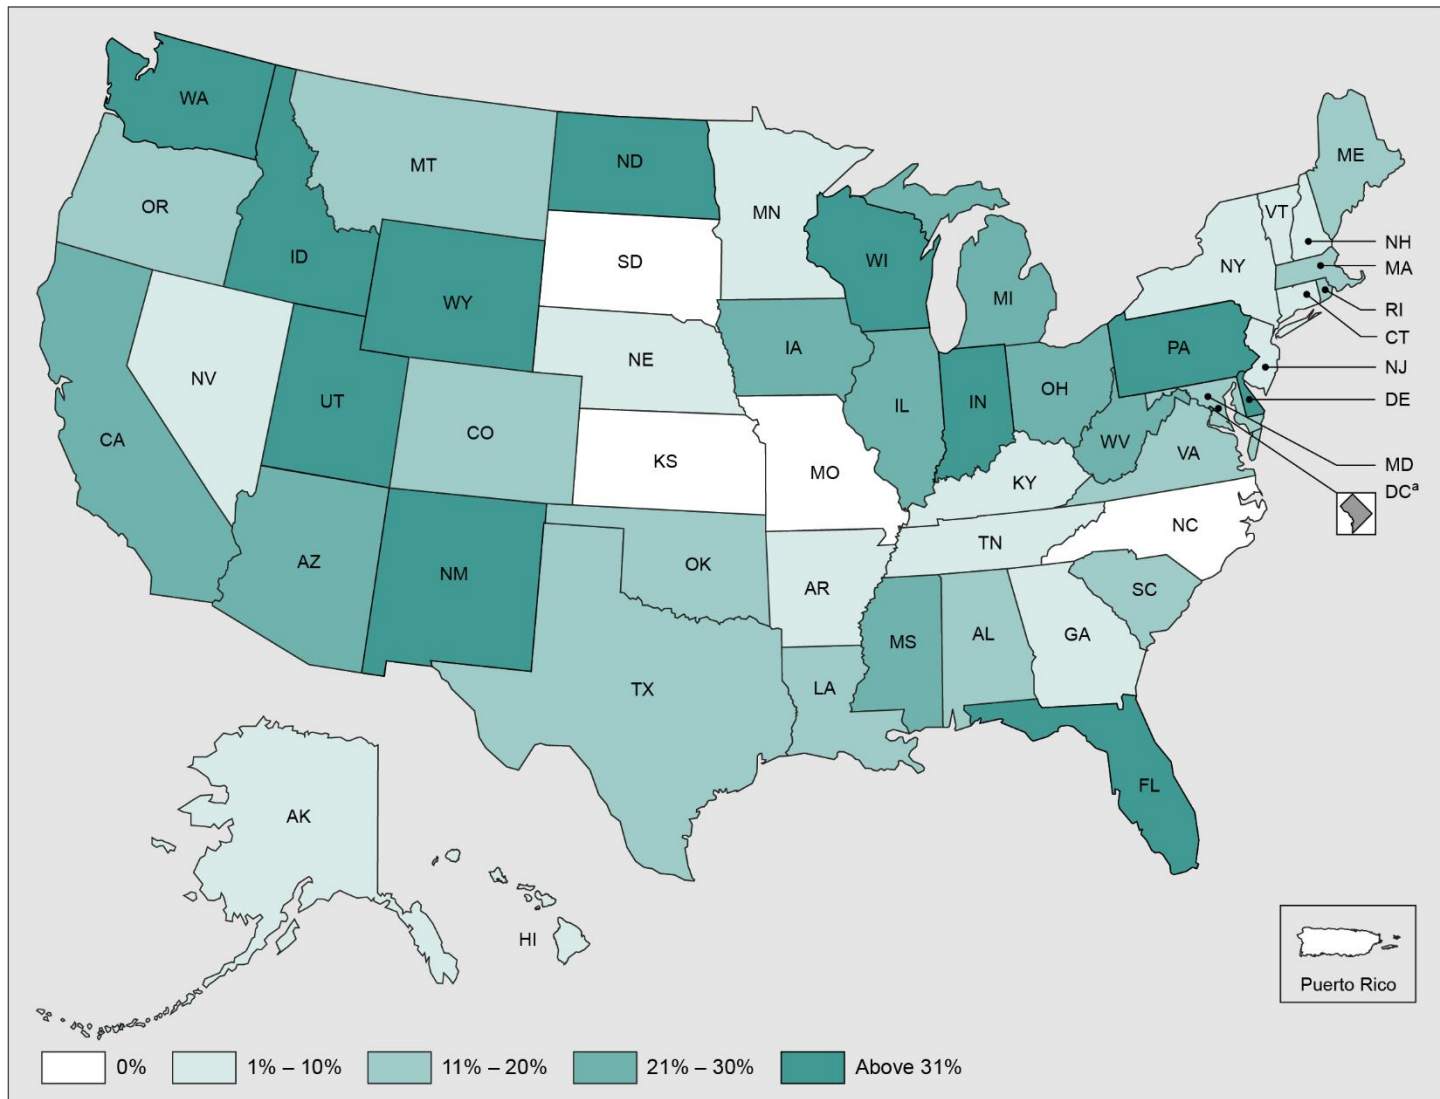 WA
MT
ND
ME
OR
MN
VT
ID
SD
WI
NH
NY
MA
WY
MI
RI
IA
PA
CT
NE
NJ
NV
UT
OH
IL
IN
DE
CA
CO
WV
VA
KS
MO
MD
KY
DCa
NC
TN
AZ
NM
OK
AR
SC
MS
AL
GA
TX
LA
FL
AK
HI
Puerto Rico
0%
1% – 10%
11% – 20%
21% – 30%
Above 31%